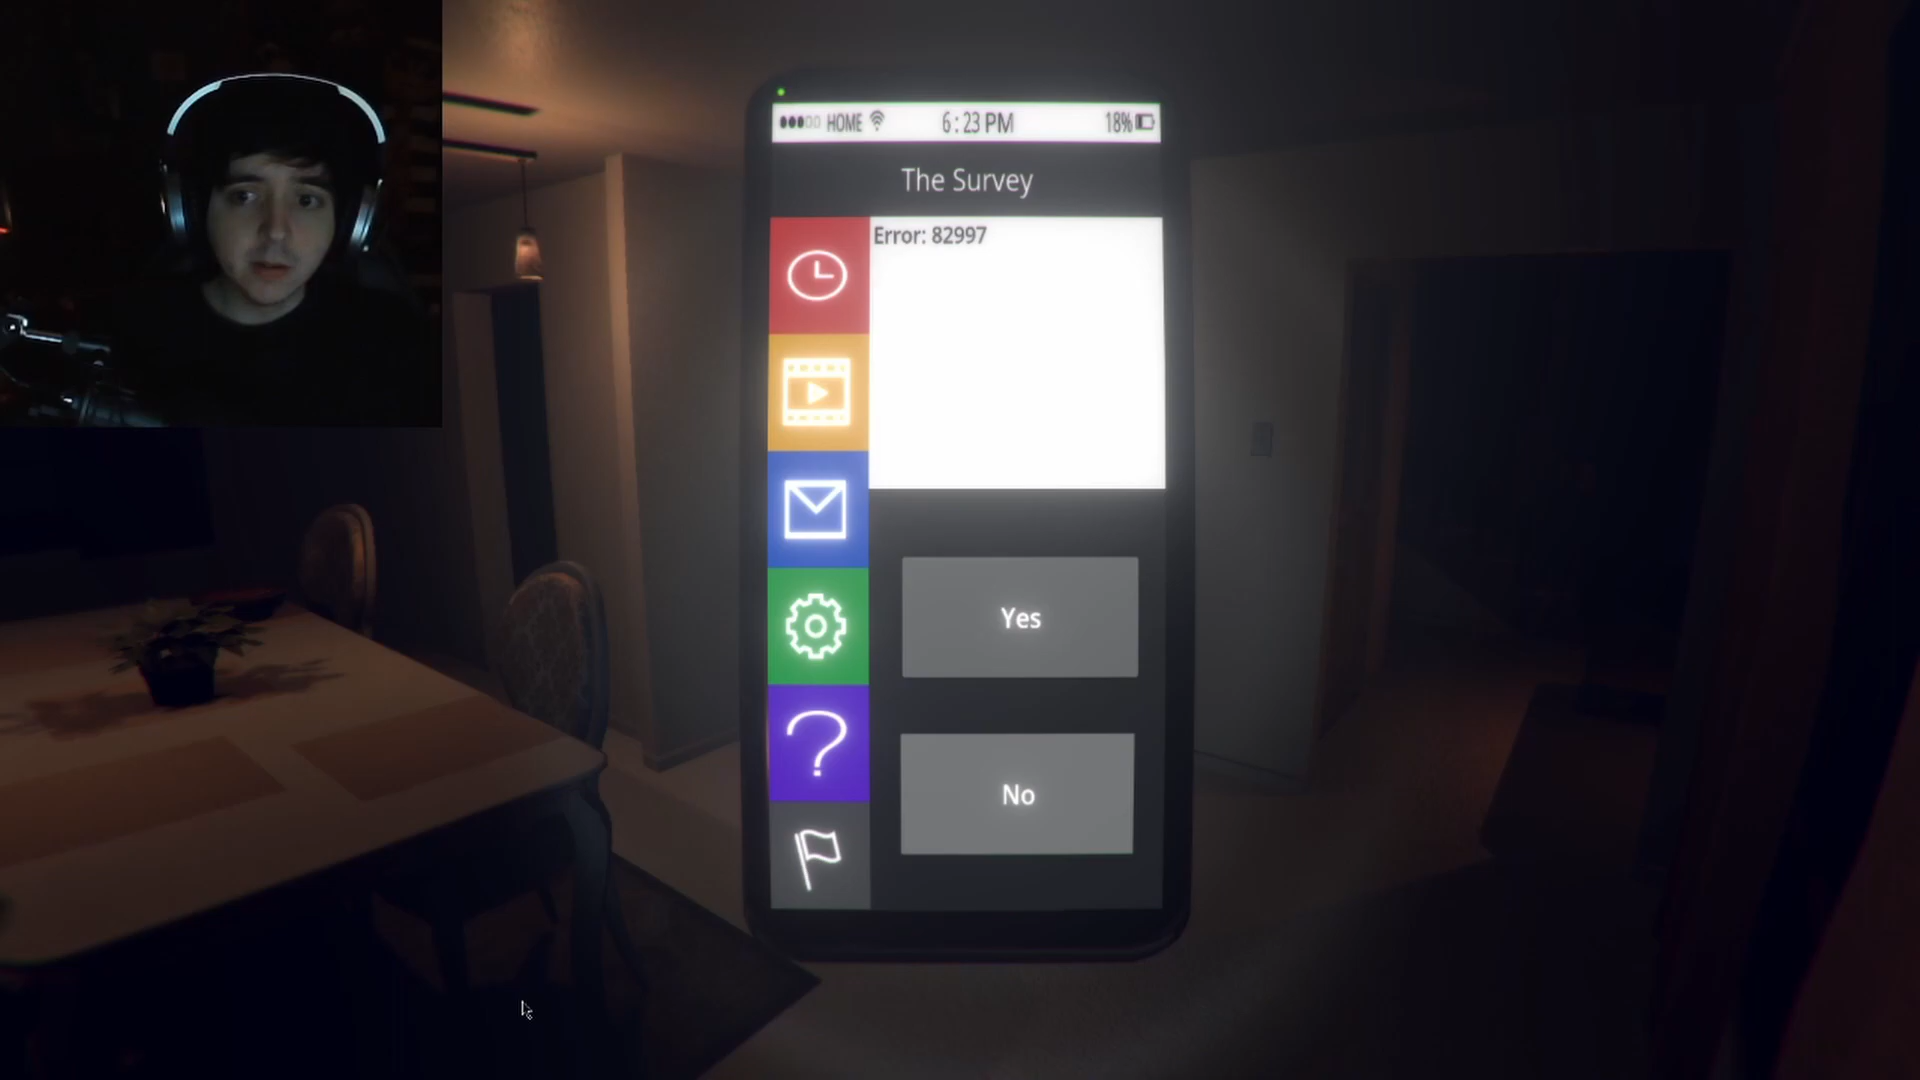 HOME 6:23 PM 18%
The Survey
Error: 82997
Yes
No